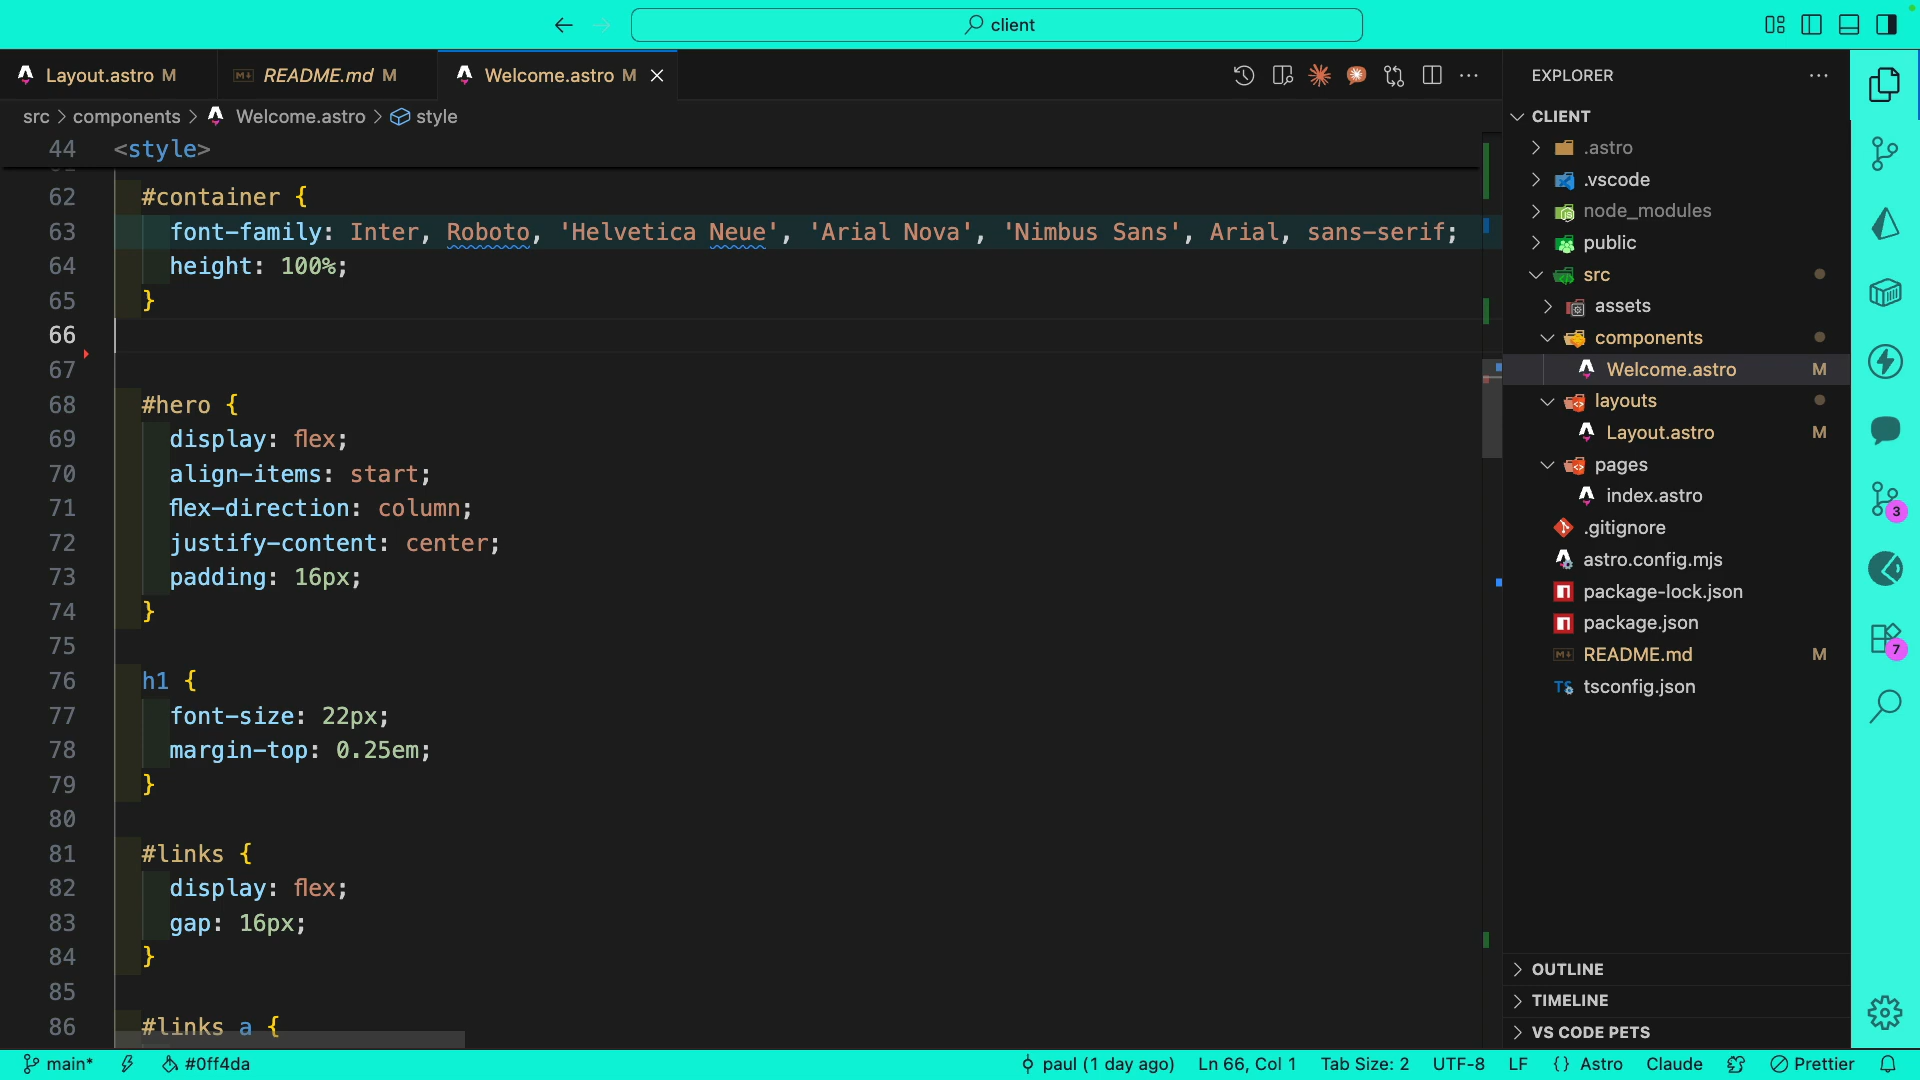 client
Layout.astro M
README.md M
Welcome.astro M
src > components > Welcome.astro > style
44 <style>
62 #container {
63 font-family: Inter, Roboto, 'Helvetica Neue', 'Arial Nova', 'Nimbus Sans', Arial, sans-serif;
64 height: 100%;
65 }
66
67
68 #hero {
69 display: flex;
70 align-items: start;
71 flex-direction: column;
72 justify-content: center;
73 padding: 16px;
74 }
75
76 h1 {
77 font-size: 22px;
78 margin-top: 0.25em;
79 }
80
81 #links {
82 display: flex;
83 gap: 16px;
84 }
85
86 #links a {
EXPLORER
CLIENT
.astro
.vscode
node_modules
public
src
assets
components
Welcome.astro M
layouts
Layout.astro M
pages
index.astro
.gitignore
astro.config.mjs
package-lock.json
package.json
README.md M
TS tsconfig.json
OUTLINE
TIMELINE
VS CODE PETS
3
7
main* #0ff4da paul (1 day ago) Ln 66, Col 1 Tab Size: 2 UTF-8 LF {} Astro Claude Prettier